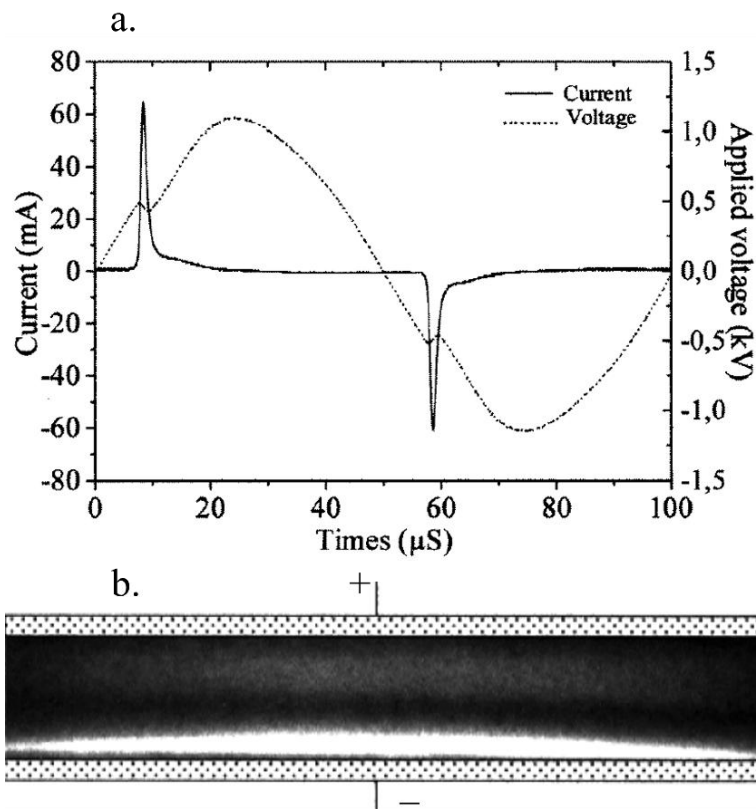 a.
80
60
40
20
0
-20
-40
-60
-80
Current (mA)
1,5
1,0
0,5
0,0
-0,5
-1,0
-1,5
Applied voltage (kV)
Current
Voltage
0 20 40 60 80 100
Times (µS)
b.
+
−